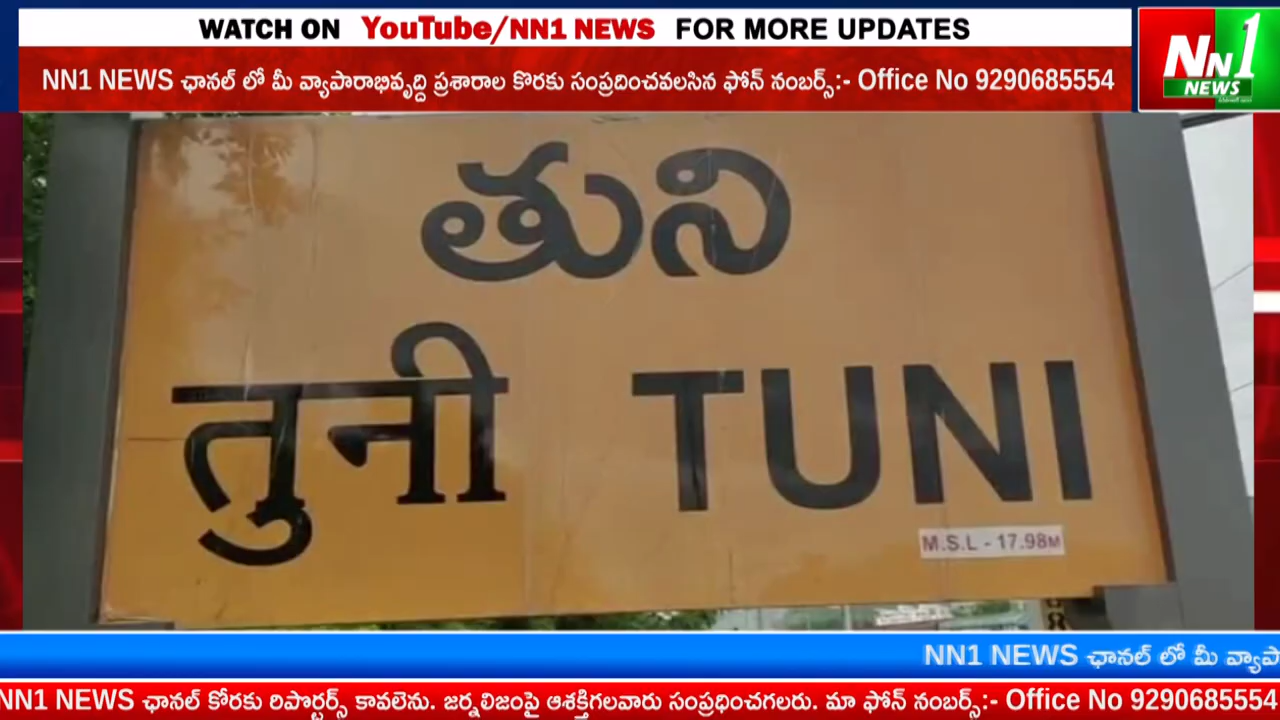 WATCH ON YouTube/NN1 NEWS FOR MORE UPDATES
NN1 NEWS ఛానల్ లో మీ వ్యాపారాభివృద్ది ప్రశారాల కొరకు సంప్రదించవలసిన ఫోన్ నంబర్స్:- Office No 9290685554
NN1
NEWS
తుని
तुनी TUNI
M.S.L - 17.98M
NN1 NEWS ఛానల్ లో మీ వ్యాపా
NN1 NEWS ఛానల్ కోరకు రిపొర్టర్స్ కావలెను. జర్నలిజంపై ఆశక్తిగలవారు సంప్రధించగలరు. మా ఫోన్ నంబర్స్:- Office No 9290685554